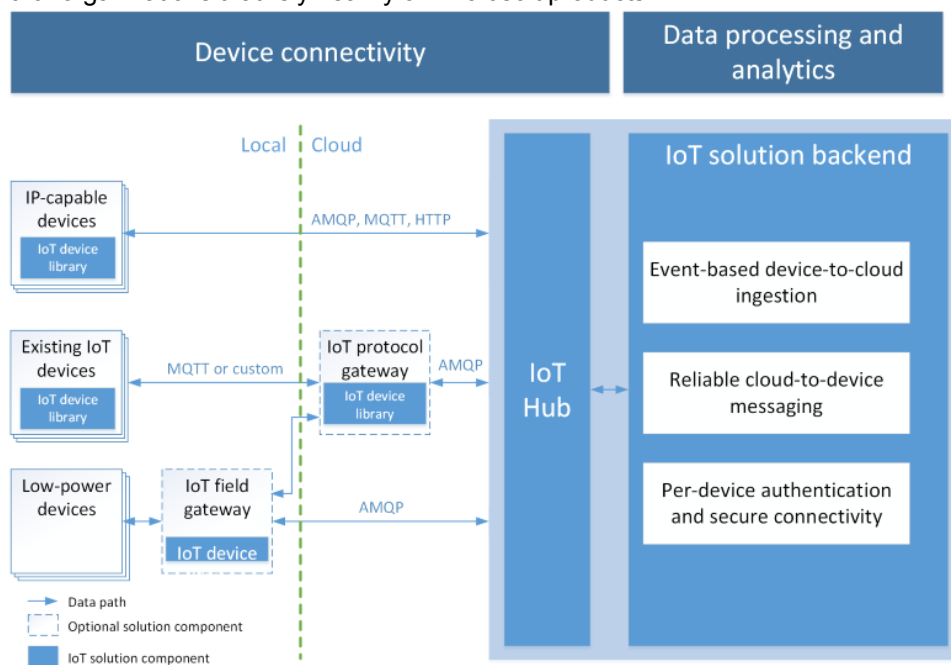 Device connectivity
Data processing and
analytics
Local
Cloud
IoT solution backend
IP-capable
devices
IoT device
library
AMQP, MQTT, HTTP
Event-based device-to-cloud
ingestion
Existing IoT
devices
IoT device
library
MQTT or custom
IoT protocol
gateway
IoT device
library
AMQP
IoT
Hub
Reliable cloud-to-device
messaging
Low-power
devices
IoT field
gateway
IoT device
AMQP
Per-device authentication
and secure connectivity
Data path
Optional solution component
IoT solution component